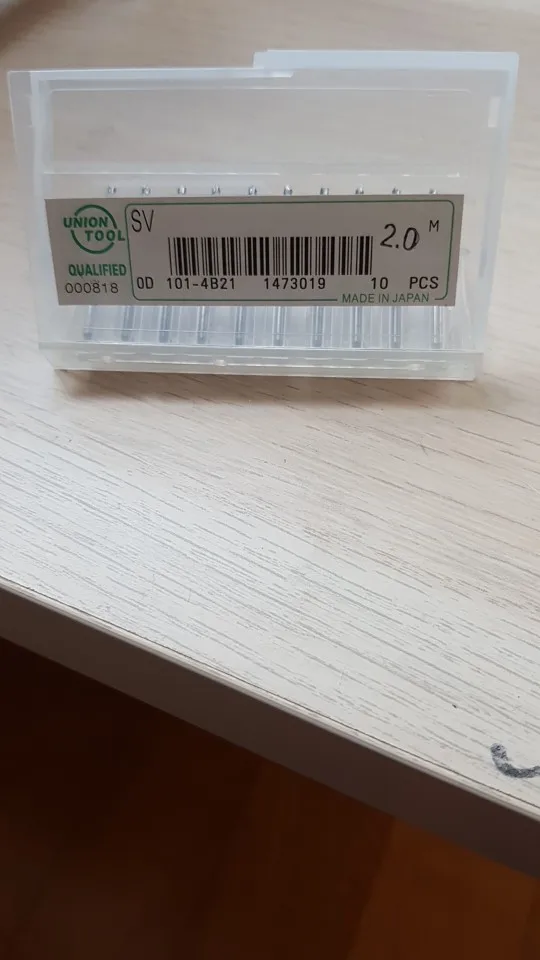 UNION
TOOL
QUALIFIED
000818
SV
2.0 M
0D 101-4B21 1473019 10 PCS
MADE IN JAPAN